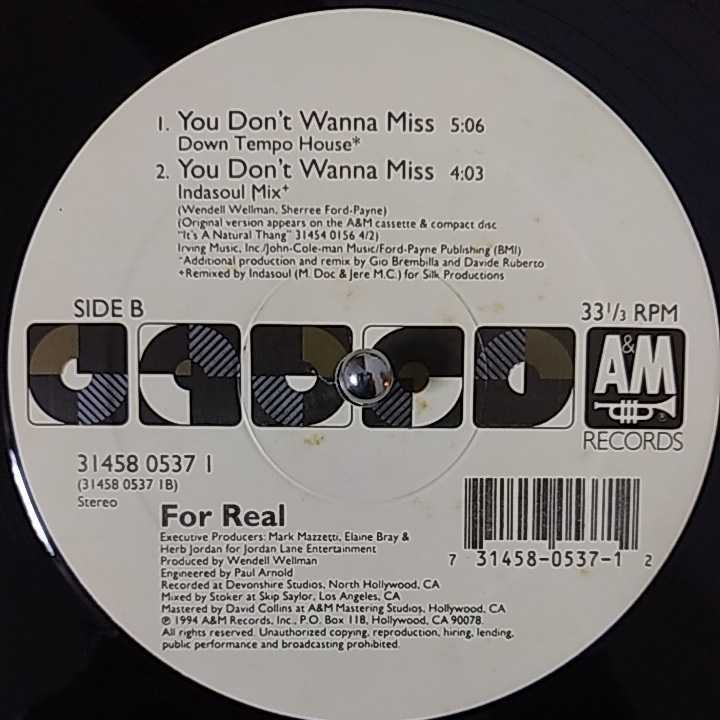 1. You Don't Wanna Miss 5:06
Down Tempo House*
2. You Don't Wanna Miss 4:03
Indasoul Mix+
(Wendell Wellman, Sherree Ford-Payne)
(Original version appears on the A&M cassette & compact disc
"It's A Natural Thang" 31454 0156 4/2)
Irving Music, Inc./John-Cole-man Music/Ford-Payne Publishing (BMI)
*Additional production and remix by Gio Brembilla and Davide Ruberto
+Remixed by Indasoul (M. Doc & Jere M.C.) for Silk Productions
SIDE B
33 1/3 RPM
A&M
®
RECORDS
31458 0537 1
(31458 0537 1B)
Stereo
For Real
Executive Producers: Mark Mazzetti, Elaine Bray &
Herb Jordan for Jordan Lane Entertainment
Produced by Wendell Wellman
Engineered by Paul Arnold
Recorded at Devonshire Studios, North Hollywood, CA
Mixed by Stoker at Skip Saylor, Los Angeles, CA
Mastered by David Collins at A&M Mastering Studios, Hollywood, CA
℗ 1994 A&M Records, Inc., P.O. Box 118, Hollywood, CA 90078.
All rights reserved. Unauthorized copying, reproduction, hiring, lending,
public performance and broadcasting prohibited.
7 31458-0537-1 2